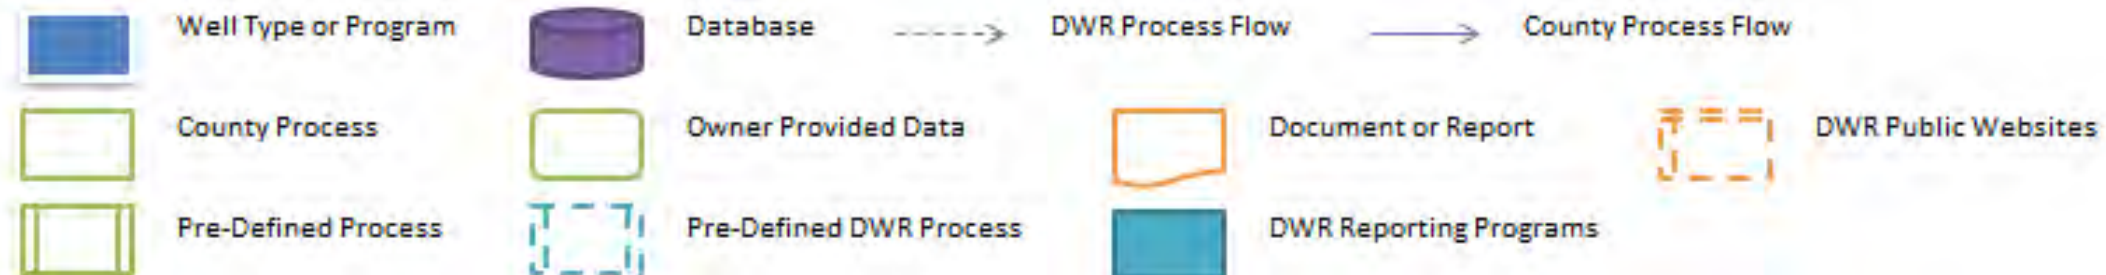 Well Type or Program
Database
DWR Process Flow
County Process Flow
County Process
Owner Provided Data
Document or Report
DWR Public Websites
Pre-Defined Process
Pre-Defined DWR Process
DWR Reporting Programs